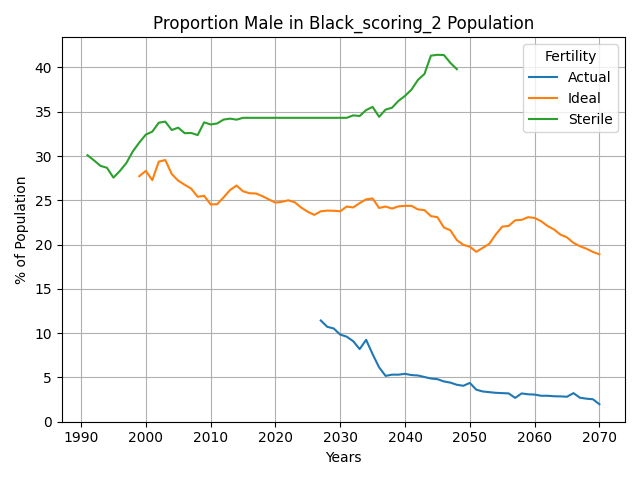 Proportion Male in Black_scoring_2 Population
% of Population
40
35
30
25
20
15
10
5
0
Fertility
Actual
Ideal
Sterile
1990 2000 2010 2020 2030 2040 2050 2060 2070
Years